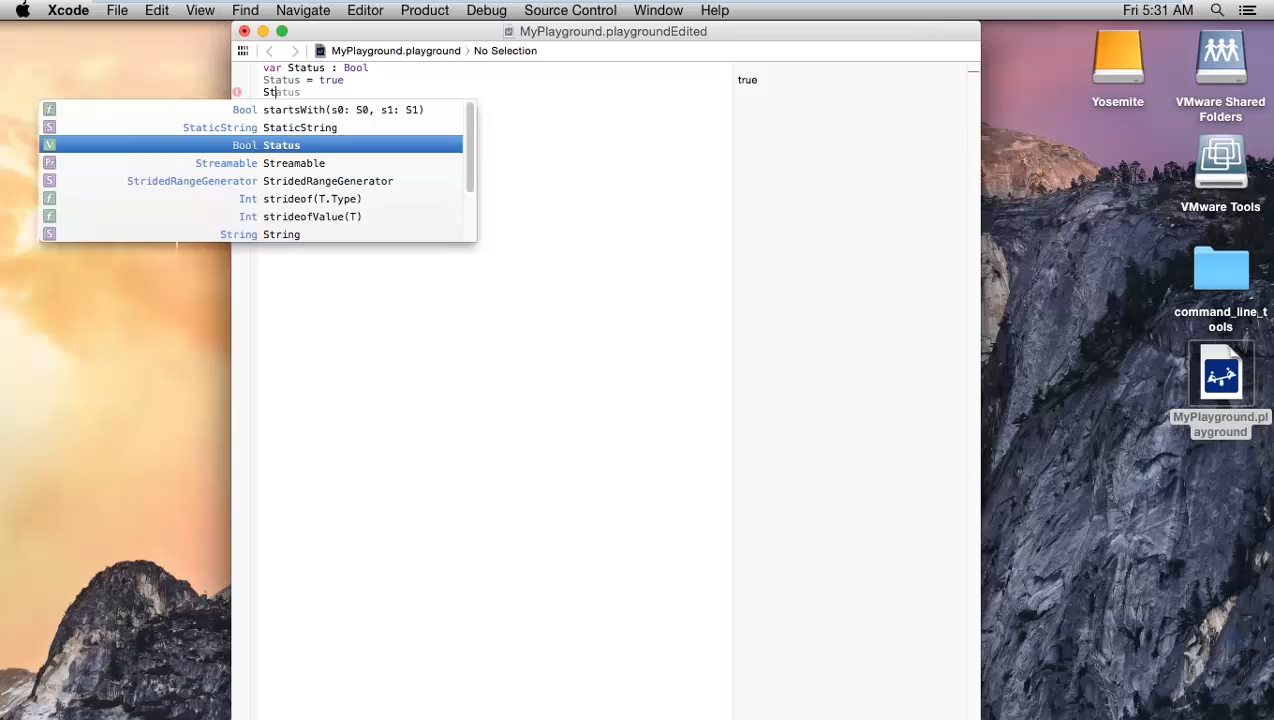 Xcode File Edit View Find Navigate Editor Product Debug Source Control Window Help Fri 5:31 AM
MyPlayground.playgroundEdited
MyPlayground.playground 〉 No Selection
var Status : Bool
Status = true
true
Status
f Bool startsWith(s0: S0, s1: S1)
S StaticString StaticString
V Bool Status
Pr Streamable Streamable
S StridedRangeGenerator StridedRangeGenerator
f Int strideof(T.Type)
f Int strideofValue(T)
S String String
Yosemite
VMware Shared
Folders
VMware Tools
command_line_t
ools
MyPlayground.pl
ayground